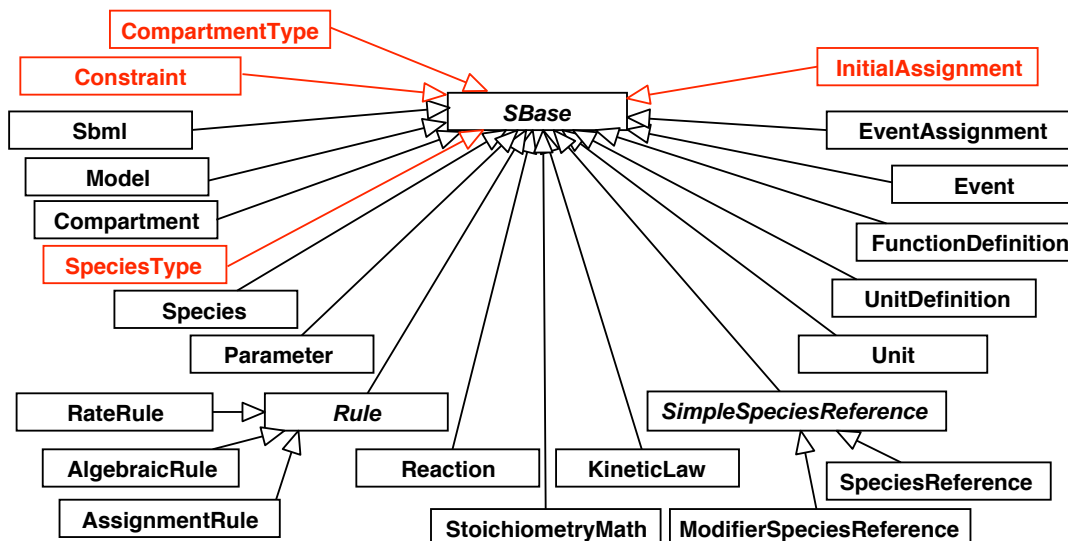 CompartmentType
Constraint
InitialAssignment
SBase
Sbml
EventAssignment
Model
Event
Compartment
FunctionDefinition
SpeciesType
UnitDefinition
Species
Parameter
Unit
RateRule
Rule
SimpleSpeciesReference
AlgebraicRule
Reaction
KineticLaw
SpeciesReference
AssignmentRule
StoichiometryMath
ModifierSpeciesReference